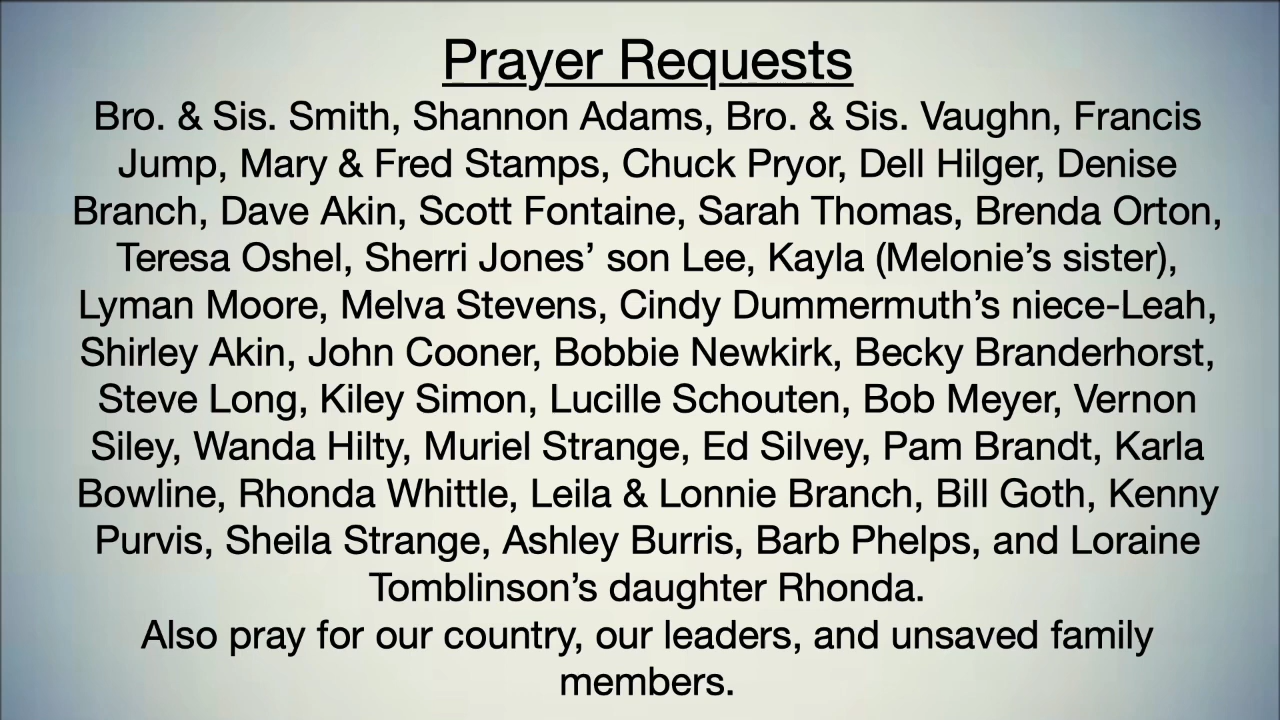 Prayer Requests
Bro. & Sis. Smith, Shannon Adams, Bro. & Sis. Vaughn, Francis
Jump, Mary & Fred Stamps, Chuck Pryor, Dell Hilger, Denise
Branch, Dave Akin, Scott Fontaine, Sarah Thomas, Brenda Orton,
Teresa Oshel, Sherri Jones’ son Lee, Kayla (Melonie’s sister),
Lyman Moore, Melva Stevens, Cindy Dummermuth’s niece-Leah,
Shirley Akin, John Cooner, Bobbie Newkirk, Becky Branderhorst,
Steve Long, Kiley Simon, Lucille Schouten, Bob Meyer, Vernon
Siley, Wanda Hilty, Muriel Strange, Ed Silvey, Pam Brandt, Karla
Bowline, Rhonda Whittle, Leila & Lonnie Branch, Bill Goth, Kenny
Purvis, Sheila Strange, Ashley Burris, Barb Phelps, and Loraine
Tomblinson’s daughter Rhonda.
Also pray for our country, our leaders, and unsaved family
members.